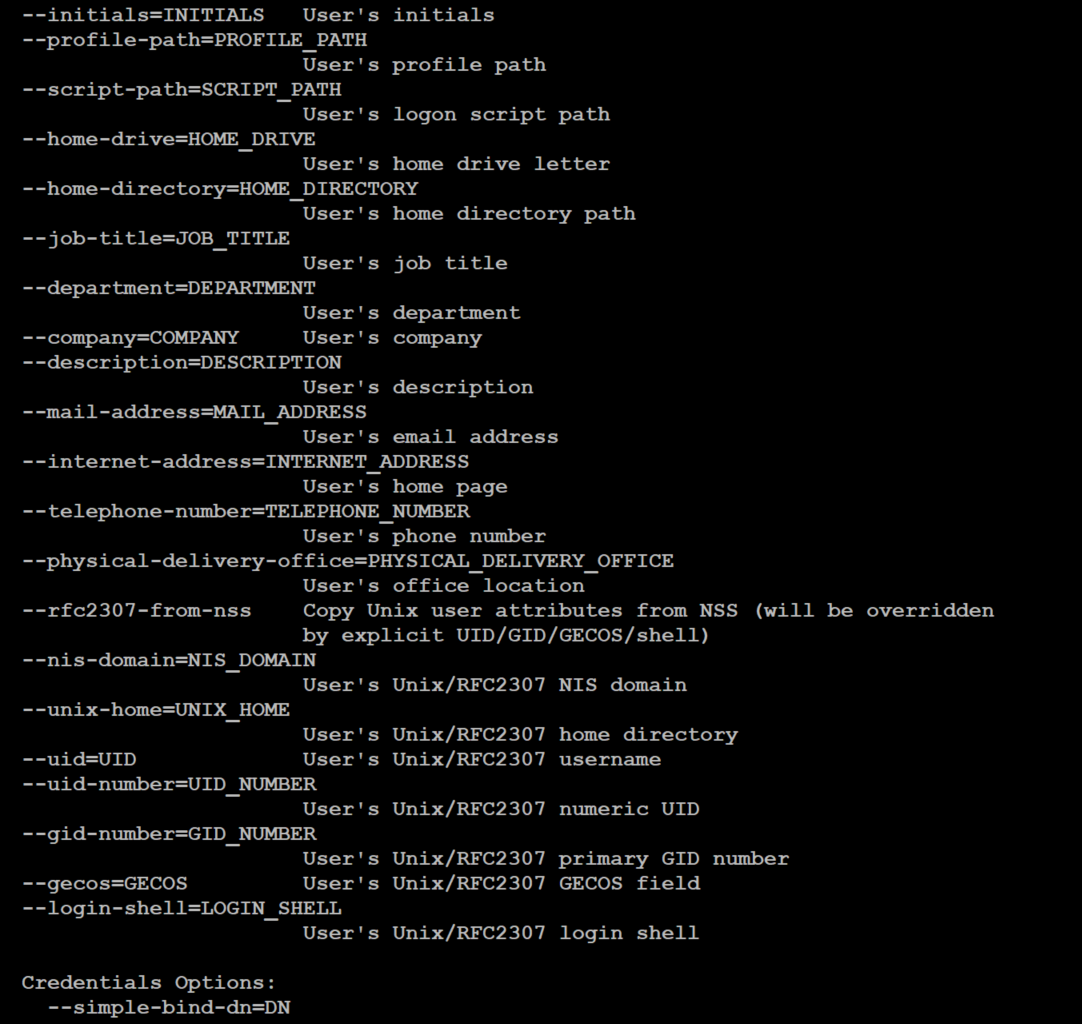 --initials=INITIALS   User's initials
--profile-path=PROFILE_PATH
                      User's profile path
--script-path=SCRIPT_PATH
                      User's logon script path
--home-drive=HOME_DRIVE
                      User's home drive letter
--home-directory=HOME_DIRECTORY
                      User's home directory path
--job-title=JOB_TITLE
                      User's job title
--department=DEPARTMENT
                      User's department
--company=COMPANY     User's company
--description=DESCRIPTION
                      User's description
--mail-address=MAIL_ADDRESS
                      User's email address
--internet-address=INTERNET_ADDRESS
                      User's home page
--telephone-number=TELEPHONE_NUMBER
                      User's phone number
--physical-delivery-office=PHYSICAL_DELIVERY_OFFICE
                      User's office location
--rfc2307-from-nss    Copy Unix user attributes from NSS (will be overridden
                      by explicit UID/GID/GECOS/shell)
--nis-domain=NIS_DOMAIN
                      User's Unix/RFC2307 NIS domain
--unix-home=UNIX_HOME
                      User's Unix/RFC2307 home directory
--uid=UID             User's Unix/RFC2307 username
--uid-number=UID_NUMBER
                      User's Unix/RFC2307 numeric UID
--gid-number=GID_NUMBER
                      User's Unix/RFC2307 primary GID number
--gecos=GECOS         User's Unix/RFC2307 GECOS field
--login-shell=LOGIN_SHELL
                      User's Unix/RFC2307 login shell

Credentials Options:
  --simple-bind-dn=DN